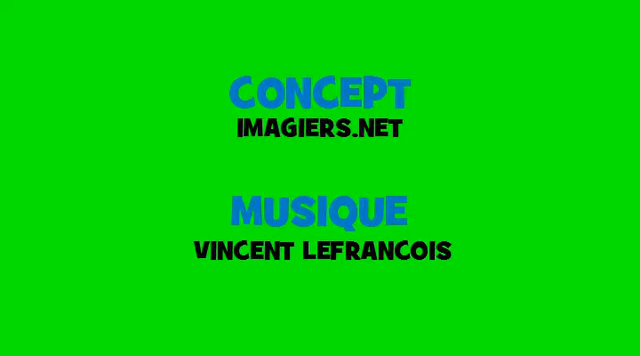 CONCEPT
IMAGIERS.NET
MUSIQUE
VINCENT LEFRANCOIS